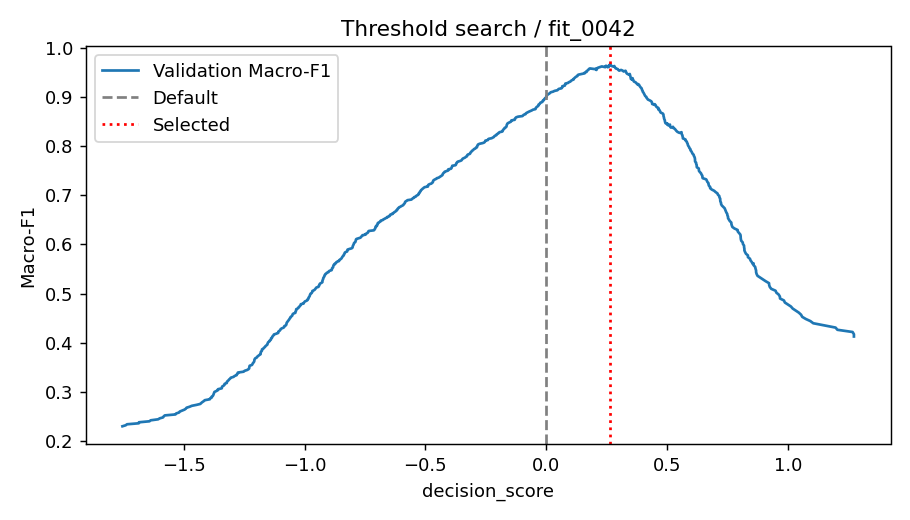 Threshold search / fit_0042
Validation Macro-F1
Default
Selected
Macro-F1
1.0
0.9
0.8
0.7
0.6
0.5
0.4
0.3
0.2
−1.5 −1.0 −0.5 0.0 0.5 1.0
decision_score